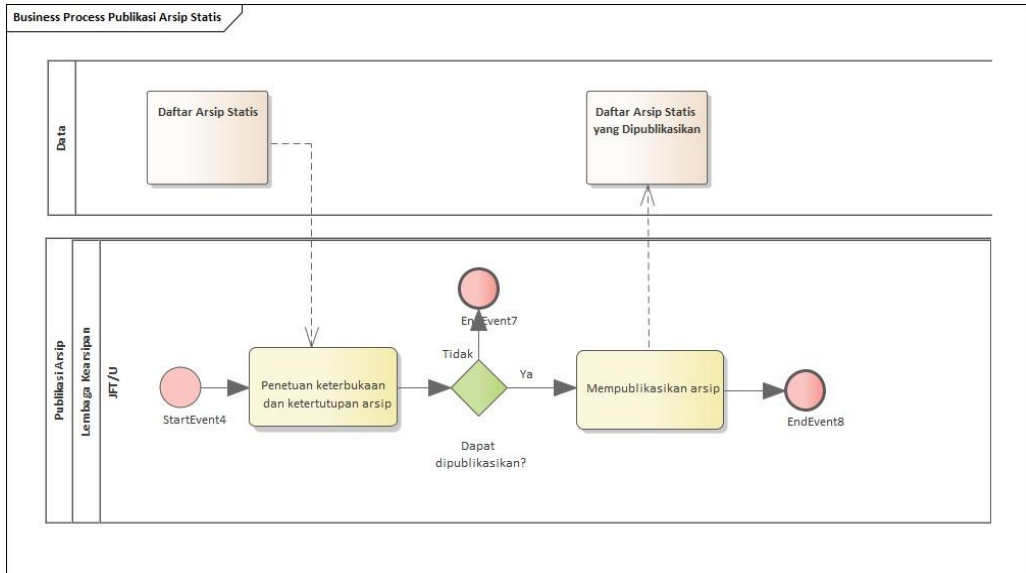 Business Process Publikasi Arsip Statis
Data
Daftar Arsip Statis
Daftar Arsip Statis
yang Dipublikasikan
Publikasi Arsip
Lembaga Kearsipan
JFT/U
StartEvent4
Penetuan keterbukaan
dan ketertutupan arsip
EndEvent7
Tidak
Ya
Dapat
dipublikasikan?
Mempublikasikan arsip
EndEvent8